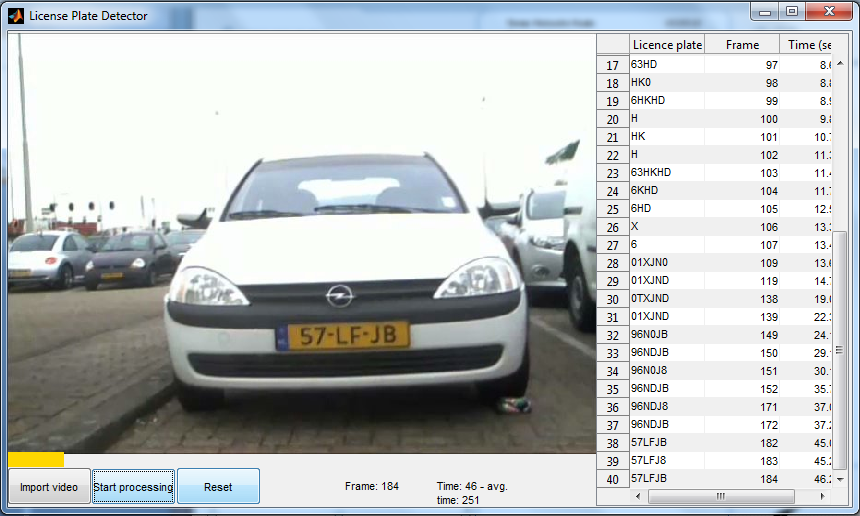 License Plate Detector
57-LF-JB
NL
Licence plate Frame Time (se
17 63HD 97 8.6
18 HK0 98 8.8
19 6HKHD 99 8.9
20 H 100 9.8
21 HK 101 10.7
22 H 102 11.3
23 63HKHD 103 11.4
24 6KHD 104 11.7
25 6HD 105 12.5
26 X 106 13.3
27 6 107 13.4
28 01XJN0 109 13.6
29 01XJND 119 14.7
30 0TXJND 138 19.0
31 01XJND 139 22.3
32 96N0JB 149 24.
33 96NDJB 150 29.
34 96N0J8 151 30.
35 96NDJB 152 35.7
36 96NDJ8 171 37.0
37 96NDJB 172 37.2
38 57LFJB 182 45.0
39 57LFJ8 183 45.2
40 57LFJB 184 46.2
Import video Start processing Reset Frame: 184 Time: 46 - avg.
time: 251